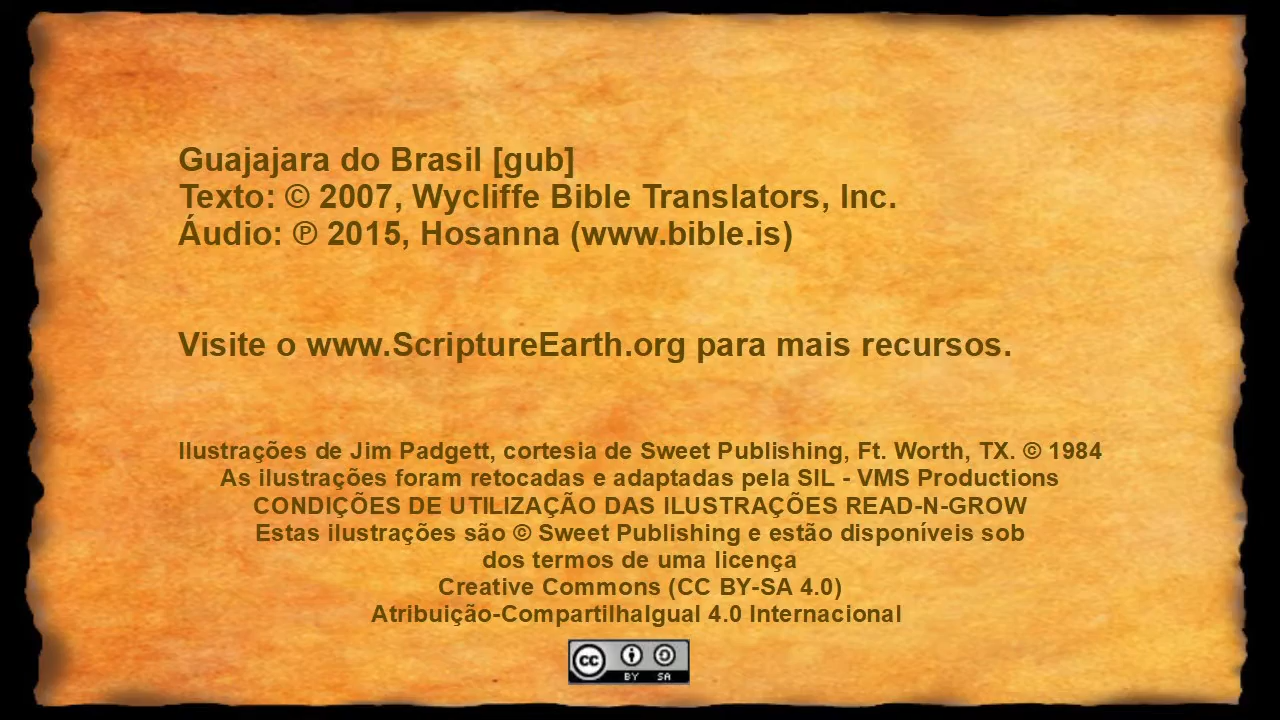 Guajajara do Brasil [gub]
Texto: © 2007, Wycliffe Bible Translators, Inc.
Áudio: ℗ 2015, Hosanna (www.bible.is)
Visite o www.ScriptureEarth.org para mais recursos.
Ilustrações de Jim Padgett, cortesia de Sweet Publishing, Ft. Worth, TX. © 1984
As ilustrações foram retocadas e adaptadas pela SIL - VMS Productions
CONDIÇÕES DE UTILIZAÇÃO DAS ILUSTRAÇÕES READ-N-GROW
Estas ilustrações são © Sweet Publishing e estão disponíveis sob
dos termos de uma licença
Creative Commons (CC BY-SA 4.0)
Atribuição-CompartilhaIgual 4.0 Internacional
cc BY SA